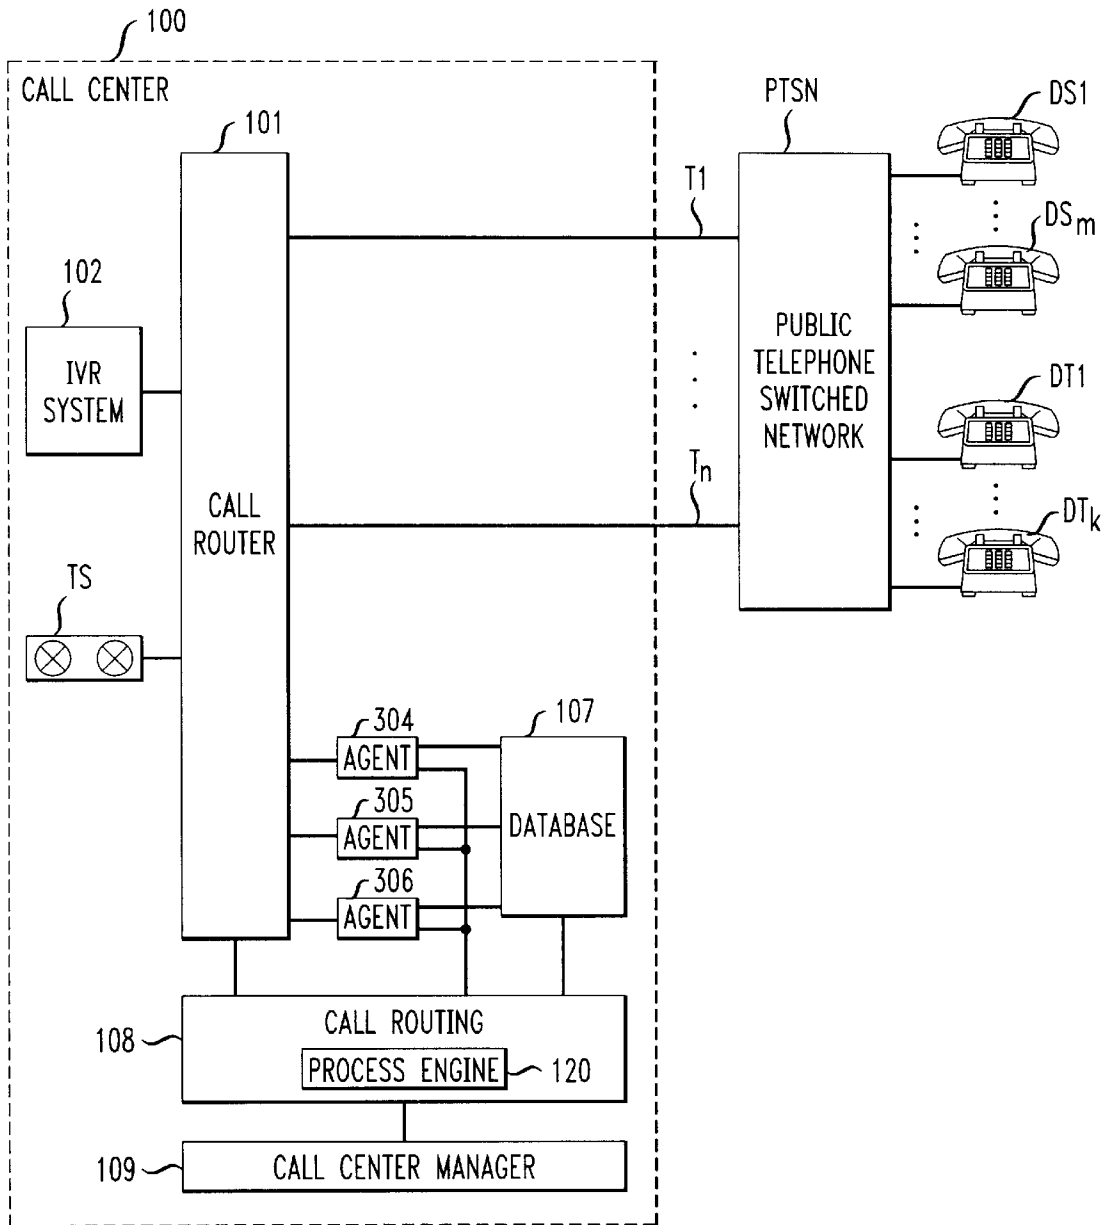 100
CALL CENTER
101
PTSN
DS1
T1
DSm
102
IVR
SYSTEM
PUBLIC
TELEPHONE
SWITCHED
NETWORK
DT1
CALL
ROUTER
Tn
DTk
TS
304
AGENT
107
305
AGENT
DATABASE
306
AGENT
CALL ROUTING
108
PROCESS ENGINE
120
109
CALL CENTER MANAGER